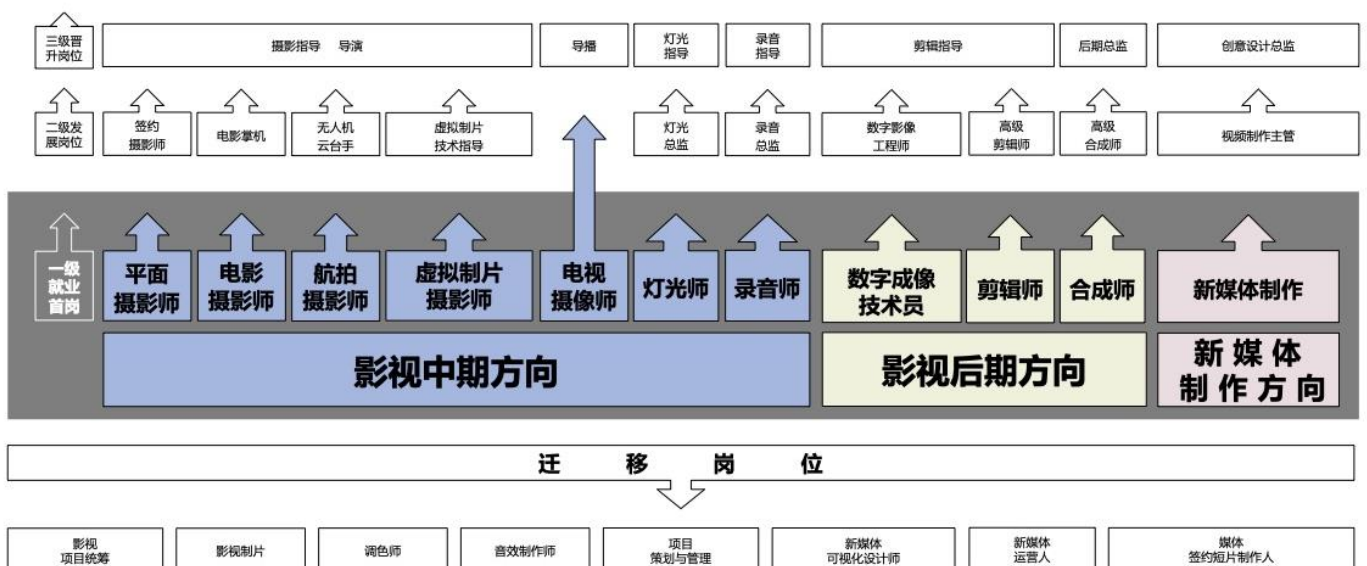 三级晋
升岗位
摄影指导 导演
导播
灯光
指导
录音
指导
剪辑指导
后期总监
创意设计总监
二级发
展岗位
签约
摄影师
电影掌机
无人机
云台手
虚拟制片
技术指导
灯光
总监
录音
总监
数字影像
工程师
高级
剪辑师
高级
合成师
视频制作主管
一级
就业
首岗
平面
摄影师
电影
摄影师
航拍
摄影师
虚拟制片
摄影师
电视
摄像师
灯光师
录音师
数字成像
技术员
剪辑师
合成师
新媒体制作
影视中期方向
影视后期方向
新媒体
制作方向
迁移岗位
影视
项目统筹
影视制片
调色师
音效制作师
项目
策划与管理
新媒体
可视化设计师
新媒体
运营人
媒体
签约短片制作人